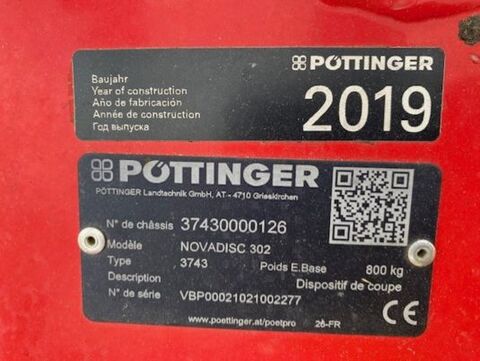 PÖTTINGER
Baujahr
Year of construction
Año de fabricación
Année de construction
Год выпуска
2019
PÖTTINGER
PÖTTINGER Landtechnik GmbH, AT - 4710 Grieskirchen
N° de châssis 37430000126
Modèle NOVADISC 302
Type 3743 Poids E.Base 800 kg
Description Dispositif de coupe
N° de série VBP00021021002277
www.poettinger.at/poetpro 26-FR CE